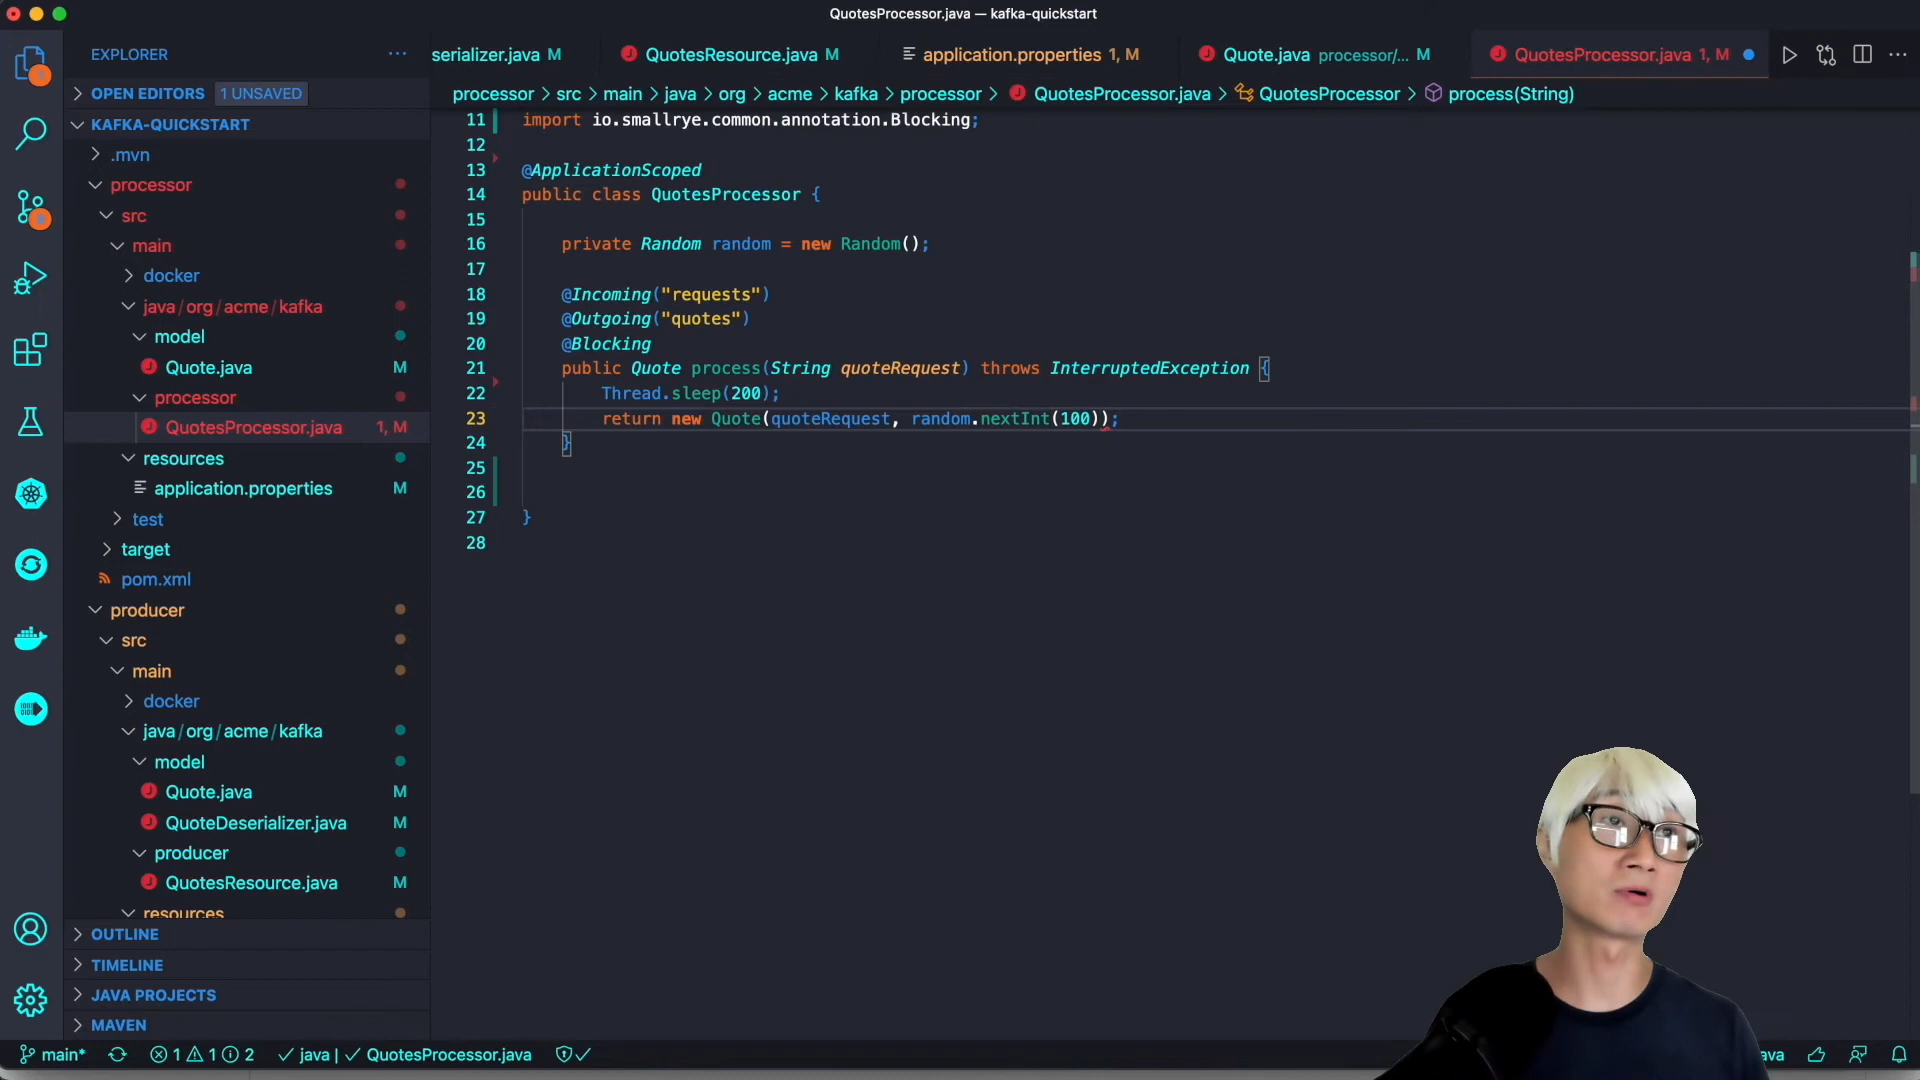 QuotesProcessor.java — kafka-quickstart
EXPLORER
serializer.java M
QuotesResource.java M
application.properties 1, M
Quote.java processor/... M
QuotesProcessor.java 1, M
OPEN EDITORS 1 UNSAVED
processor > src > main > java > org > acme > kafka > processor > QuotesProcessor.java > QuotesProcessor > process(String)
KAFKA-QUICKSTART
.mvn
processor
src
main
docker
java/org/acme/kafka
model
Quote.java M
processor
QuotesProcessor.java 1, M
resources
application.properties M
test
target
pom.xml
producer
src
main
docker
java/org/acme/kafka
model
Quote.java M
QuoteDeserializer.java M
producer
QuotesResource.java M
resources
OUTLINE
TIMELINE
JAVA PROJECTS
MAVEN
11 import io.smallrye.common.annotation.Blocking;
12
13 @ApplicationScoped
14 public class QuotesProcessor {
15
16 private Random random = new Random();
17
18 @Incoming("requests")
19 @Outgoing("quotes")
20 @Blocking
21 public Quote process(String quoteRequest) throws InterruptedException {
22 Thread.sleep(200);
23 return new Quote(quoteRequest, random.nextInt(100));
24 }
25
26
27 }
28
main* 1 1 2 java | QuotesProcessor.java